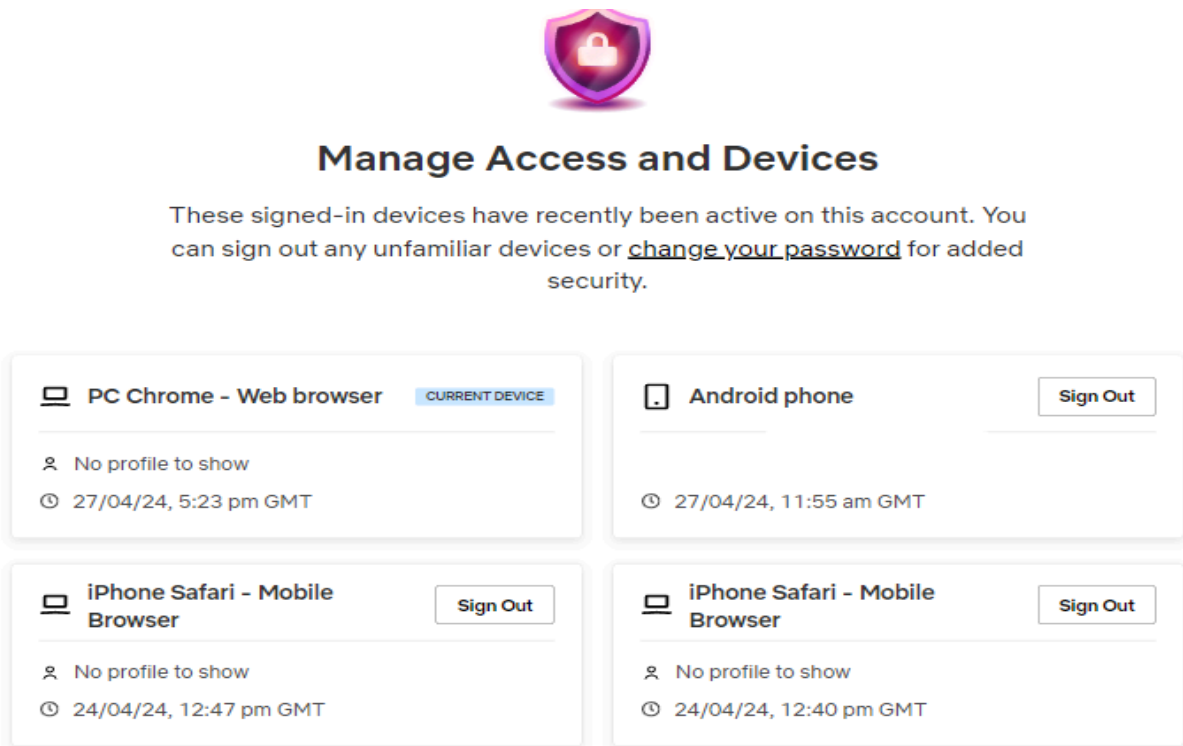 Manage Access and Devices
These signed-in devices have recently been active on this account. You
can sign out any unfamiliar devices or change your password for added
security.
PC Chrome - Web browser
CURRENT DEVICE
No profile to show
27/04/24, 5:23 pm GMT
Android phone
Sign Out
27/04/24, 11:55 am GMT
iPhone Safari - Mobile
Browser
Sign Out
No profile to show
24/04/24, 12:47 pm GMT
iPhone Safari - Mobile
Browser
Sign Out
No profile to show
24/04/24, 12:40 pm GMT